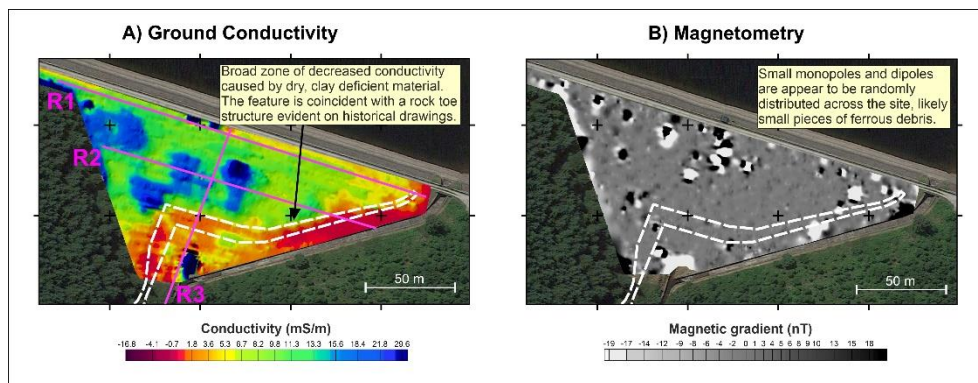 A) Ground Conductivity
Broad zone of decreased conductivity
caused by dry, clay deficient material.
The feature is coincident with a rock toe
structure evident on historical drawings.
R1
R2
R3
50 m
Conductivity (mS/m)
-16.8 -4.1 -0.7 1.8 3.6 5.3 6.7 8.2 9.8 11.3 13.3 15.6 18.4 21.8 29.6
B) Magnetometry
Small monopoles and dipoles
are appear to be randomly
distributed across the site, likely
small pieces of ferrous debris.
50 m
Magnetic gradient (nT)
-19 -17 -14 -12 -9 -8 -6 -4 -2 0 1 3 4 6 8 10 13 15 18